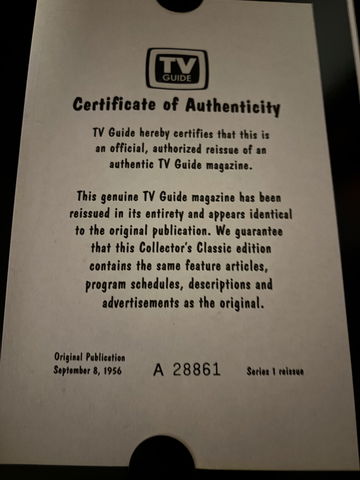 TV
GUIDE
Certificate of Authenticity
TV Guide hereby certifies that this is
an official, authorized reissue of an
authentic TV Guide magazine.
This genuine TV Guide magazine has been
reissued in its entirety and appears identical
to the original publication. We guarantee
that this Collector's Classic edition
contains the same feature articles,
program schedules, descriptions and
advertisements as the original.
Original Publication
September 8, 1956
A 28861
Series 1 reissue